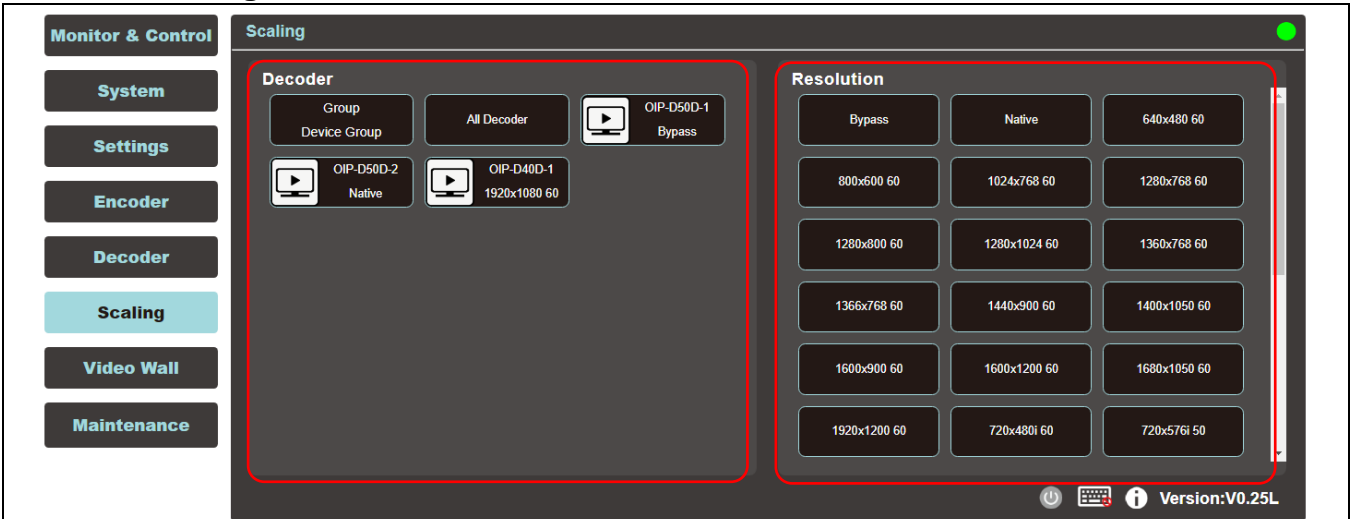 Monitor & Control
System
Settings
Encoder
Decoder
Scaling
Video Wall
Maintenance
Scaling
Decoder
Group
Device Group
All Decoder
OIP-D50D-1
Bypass
OIP-D50D-2
Native
OIP-D40D-1
1920x1080 60
Resolution
Bypass
Native
640x480 60
800x600 60
1024x768 60
1280x768 60
1280x800 60
1280x1024 60
1360x768 60
1366x768 60
1440x900 60
1400x1050 60
1600x900 60
1600x1200 60
1680x1050 60
1920x1200 60
720x480i 60
720x576i 50
Version:V0.25L